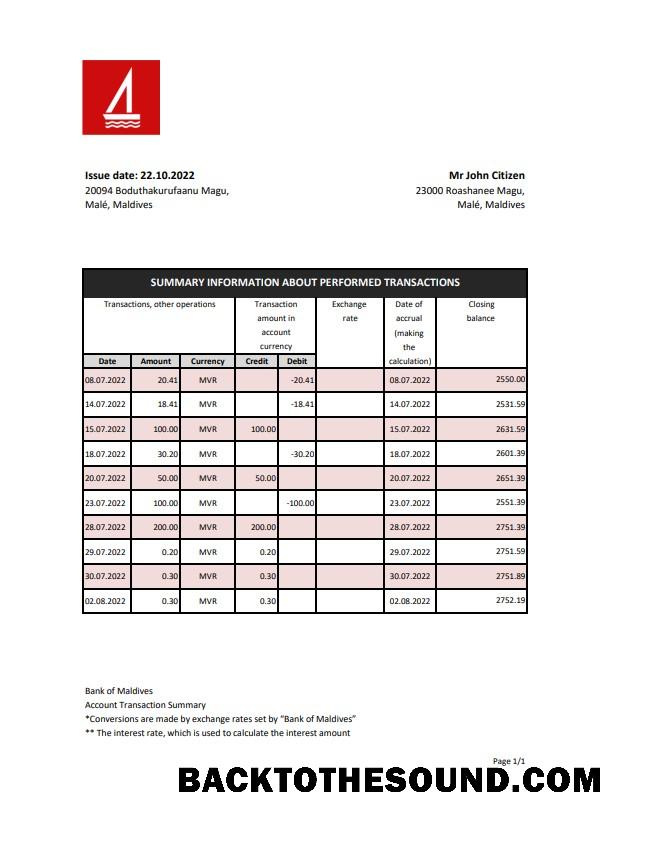 Issue date: 22.10.2022
20094 Boduthakurufaanu Magu,
Malé, Maldives
Mr John Citizen
23000 Roashanee Magu,
Malé, Maldives
SUMMARY INFORMATION ABOUT PERFORMED TRANSACTIONS
Transactions, other operations
Transaction
amount in
account
currency
Exchange
rate
Date of
accrual
(making
the
calculation)
Closing
balance
Date Amount Currency Credit Debit
08.07.2022 20.41 MVR -20.41 08.07.2022 2550.00
14.07.2022 18.41 MVR -18.41 14.07.2022 2531.59
15.07.2022 100.00 MVR 100.00 15.07.2022 2631.59
18.07.2022 30.20 MVR -30.20 18.07.2022 2601.39
20.07.2022 50.00 MVR 50.00 20.07.2022 2651.39
23.07.2022 100.00 MVR -100.00 23.07.2022 2551.39
28.07.2022 200.00 MVR 200.00 28.07.2022 2751.39
29.07.2022 0.20 MVR 0.20 29.07.2022 2751.59
30.07.2022 0.30 MVR 0.30 30.07.2022 2751.89
02.08.2022 0.30 MVR 0.30 02.08.2022 2752.19
Bank of Maldives
Account Transaction Summary
*Conversions are made by exchange rates set by “Bank of Maldives”
** The interest rate, which is used to calculate the interest amount
Page 1/1
BACKTOTHESOUND.COM